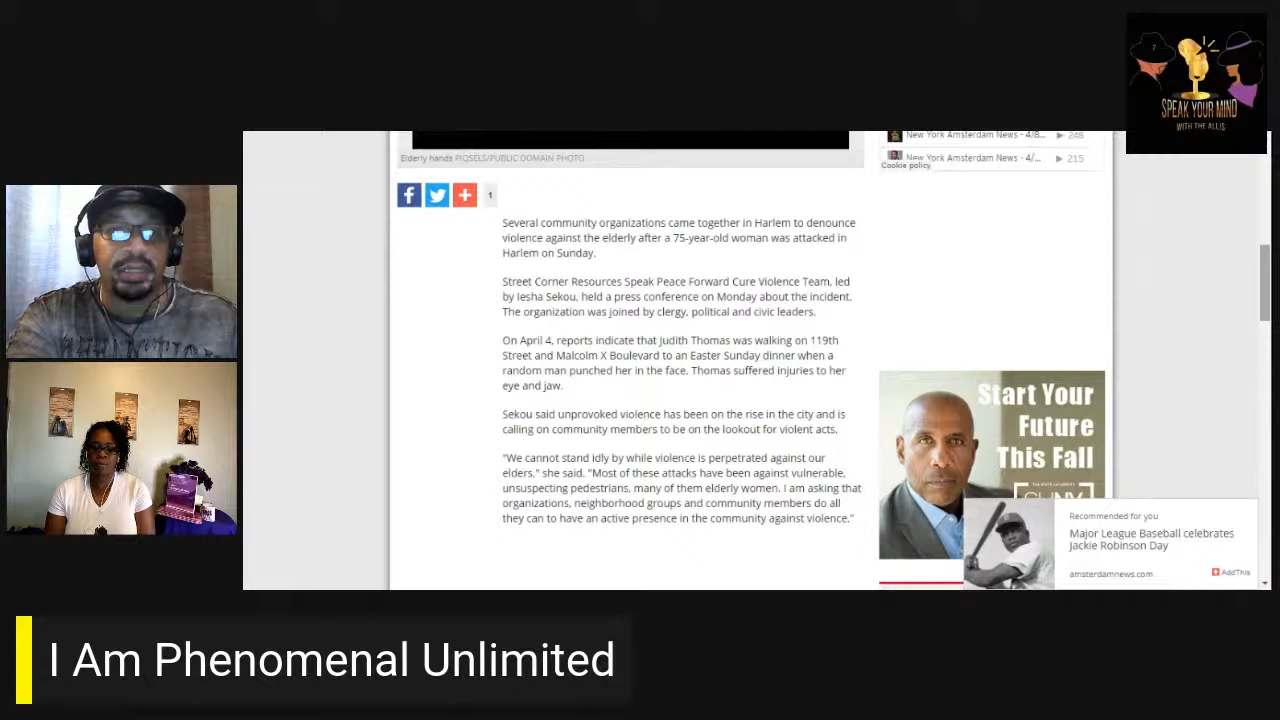 SPEAK YOUR MIND
WITH THE ALLIS
New York Amsterdam News - 4/8... 245
New York Amsterdam News - 4/... 215
Cookie policy
Elderly hands PIQSELS/PUBLIC DOMAIN PHOTO
1
Several community organizations came together in Harlem to denounce
violence against the elderly after a 75-year-old woman was attacked in
Harlem on Sunday.
Street Corner Resources Speak Peace Forward Cure Violence Team, led
by Iesha Sekou, held a press conference on Monday about the incident.
The organization was joined by clergy, political and civic leaders.
On April 4, reports indicate that Judith Thomas was walking on 119th
Street and Malcolm X Boulevard to an Easter Sunday dinner when a
random man punched her in the face. Thomas suffered injuries to her
eye and jaw.
Sekou said unprovoked violence has been on the rise in the city and is
calling on community members to be on the lookout for violent acts.
"We cannot stand idly by while violence is perpetrated against our
elders," she said. "Most of these attacks have been against vulnerable,
unsuspecting pedestrians, many of them elderly women. I am asking that
organizations, neighborhood groups and community members do all
they can to have an active presence in the community against violence."
Start Your
Future
This Fall
CUNY
Recommended for you
Major League Baseball celebrates
Jackie Robinson Day
amsterdamnews.com
AddThis
I Am Phenomenal Unlimited